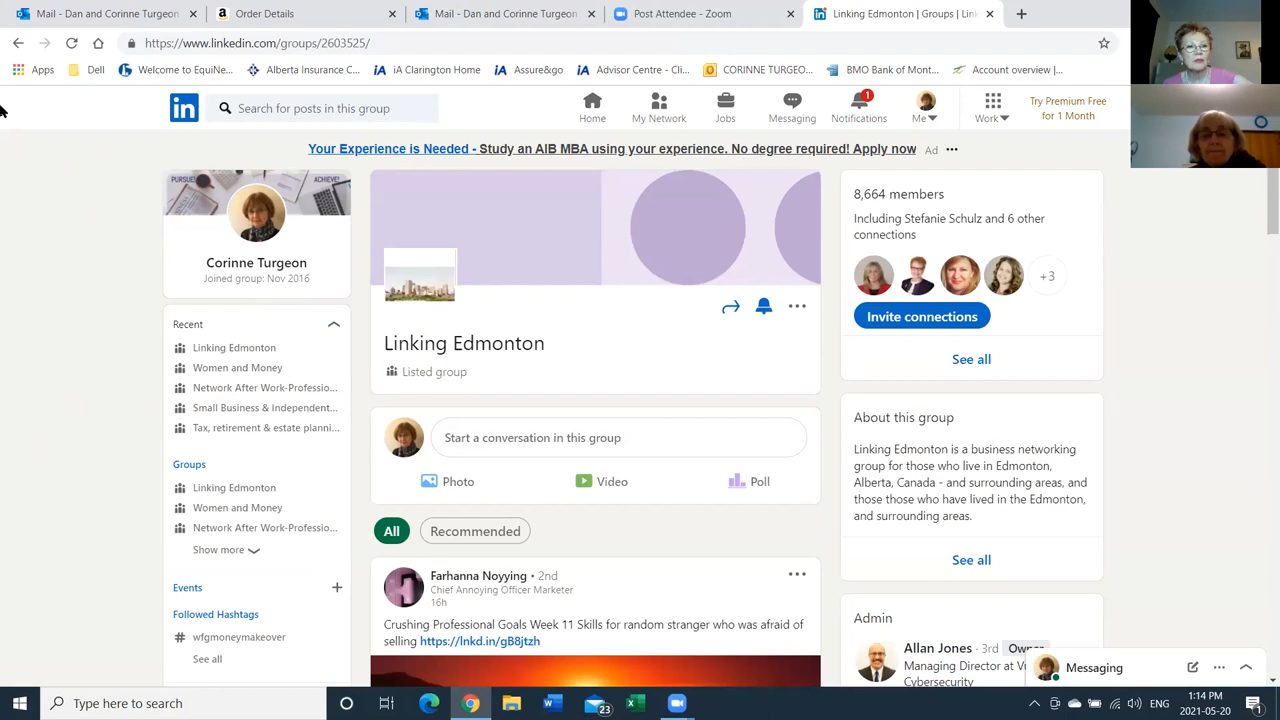 Mail - Dan and Corinne Turgeon
Order Details
Mail - Dan and Corinne Turgeon
Post Attendee - Zoom
Linking Edmonton | Groups | Lin
https://www.linkedin.com/groups/2603525/
Apps
Dell
Welcome to EquiNe...
Alberta Insurance C...
iA Clarington Home
Assure&go
Advisor Centre - Cli...
CORINNE TURGEO...
BMO Bank of Mont...
Account overview |...
in
Search for posts in this group
Home
My Network
Jobs
Messaging
1
Notifications
Me
Work
Try Premium Free
for 1 Month
Your Experience is Needed - Study an AIB MBA using your experience. No degree required! Apply now
Ad
PURSUE
ACHIEVE!
Corinne Turgeon
Joined group: Nov 2016
Recent
Linking Edmonton
Women and Money
Network After Work-Professio...
Small Business & Independent...
Tax, retirement & estate planni...
Groups
Linking Edmonton
Women and Money
Network After Work-Professio...
Show more
Events
Followed Hashtags
# wfgmoneymakeover
See all
Linking Edmonton
Listed group
Start a conversation in this group
Photo
Video
Poll
All
Recommended
Farhanna Noyying • 2nd
Chief Annoying Officer Marketer
16h
Crushing Professional Goals Week 11 Skills for random stranger who was afraid of
selling https://lnkd.in/gB8jtzh
8,664 members
Including Stefanie Schulz and 6 other
connections
+3
Invite connections
See all
About this group
Linking Edmonton is a business networking
group for those who live in Edmonton,
Alberta, Canada - and surrounding areas, and
those those who have lived in the Edmonton,
and surrounding areas.
See all
Admin
Allan Jones · 3rd
Managing Director at
Cybersecurity
Messaging
Type here to search
23
ENG
1:14 PM
2021-05-20
1